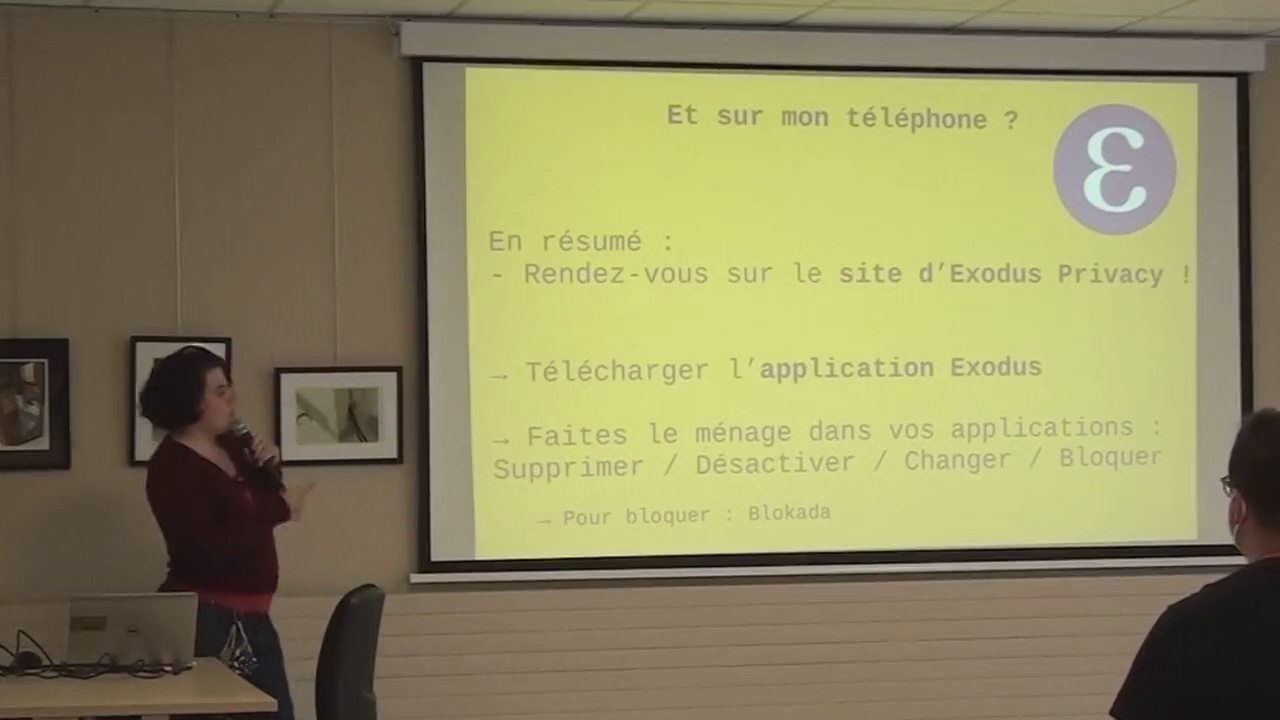 Et sur mon téléphone ?
ε
En résumé :
- Rendez-vous sur le site d’Exodus Privacy !
→ Télécharger l’application Exodus
→ Faites le ménage dans vos applications :
Supprimer / Désactiver / Changer / Bloquer
→ Pour bloquer : Blokada